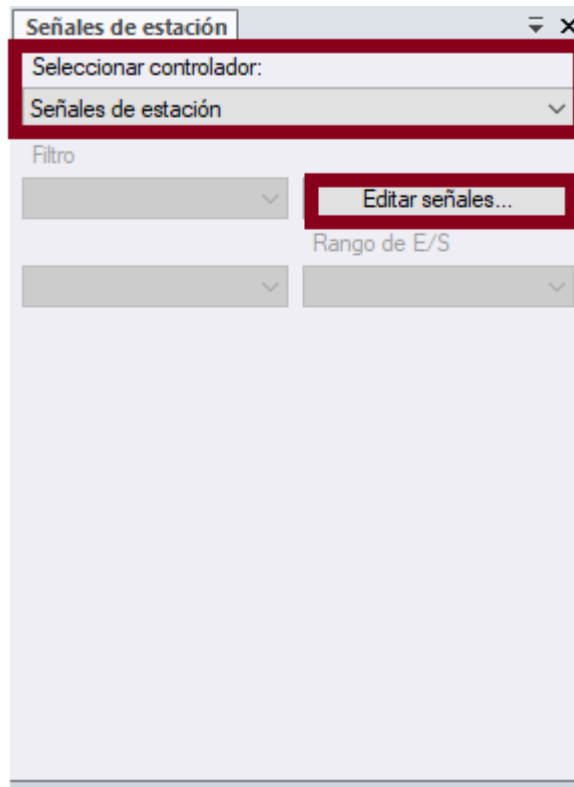 Señales de estación
Seleccionar controlador:
Señales de estación
Filtro
Editar señales...
Rango de E/S